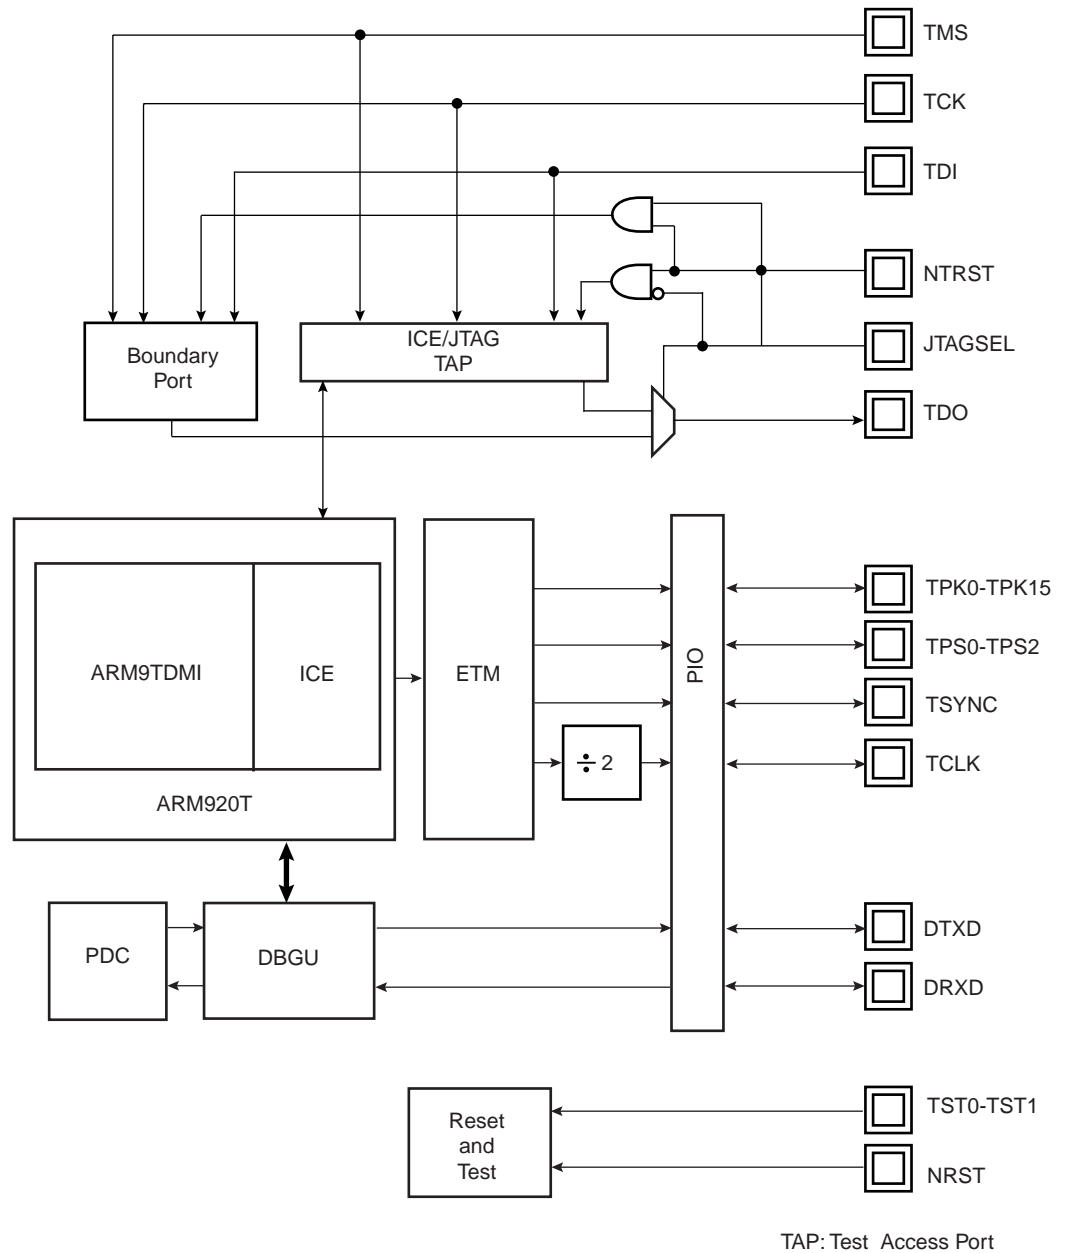 TMS
TCK
TDI
NTRST
JTAGSEL
TDO
Boundary
Port
ICE/JTAG
TAP
ARM9TDMI
ICE
ARM920T
ETM
÷ 2
PIO
TPK0-TPK15
TPS0-TPS2
TSYNC
TCLK
PDC
DBGU
DTXD
DRXD
Reset
and
Test
TST0-TST1
NRST
TAP: Test Access Port